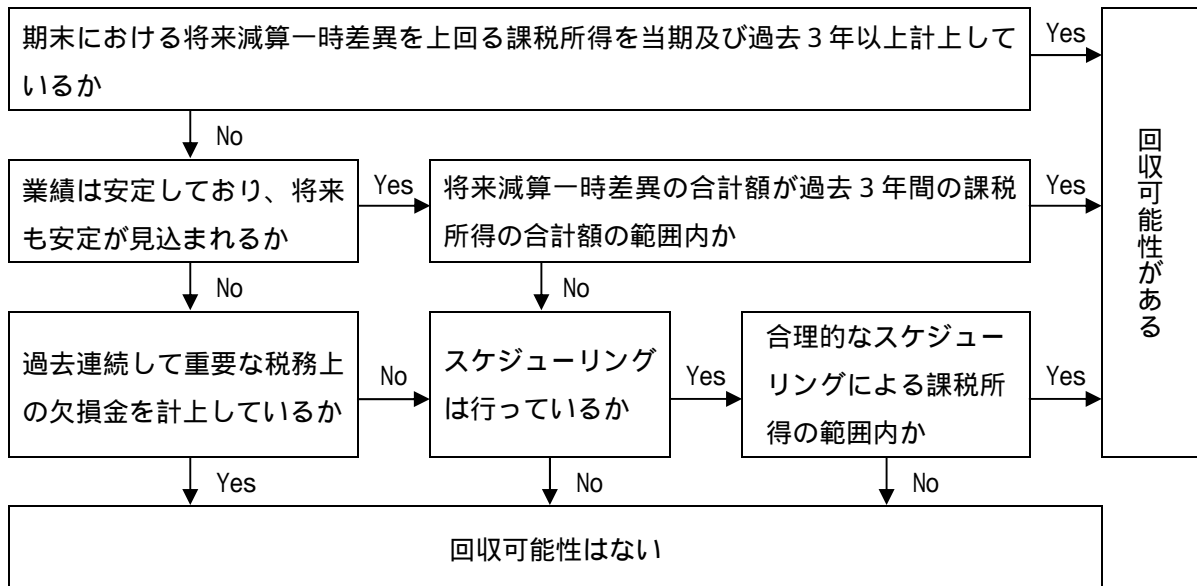 期末における将来減算一時差異を上回る課税所得を当期及び過去３年以上計上して
いるか
Yes
No
回収可能性がある
業績は安定しており、将来
も安定が見込まれるか
Yes
将来減算一時差異の合計額が過去３年間の課税
所得の合計額の範囲内か
Yes
No
No
過去連続して重要な税務上
の欠損金を計上しているか
No
スケジューリング
は行っているか
Yes
合理的なスケジュー
リングによる課税所
得の範囲内か
Yes
Yes
No
No
回収可能性はない